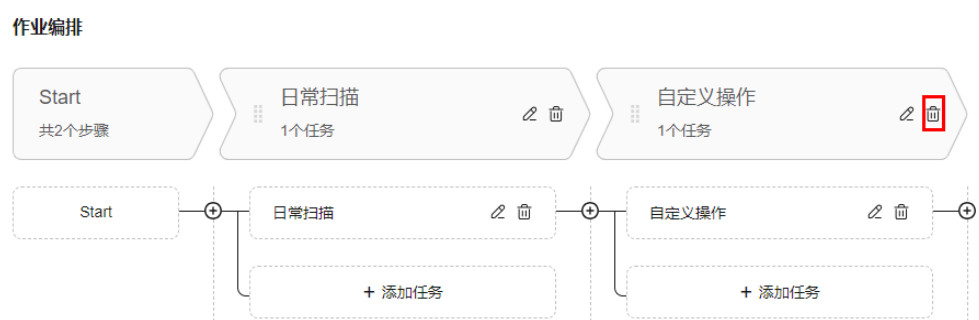 作业编排
Start
共2个步骤
日常扫描
1个任务
自定义操作
1个任务
Start
日常扫描
自定义操作
+ 添加任务
+ 添加任务